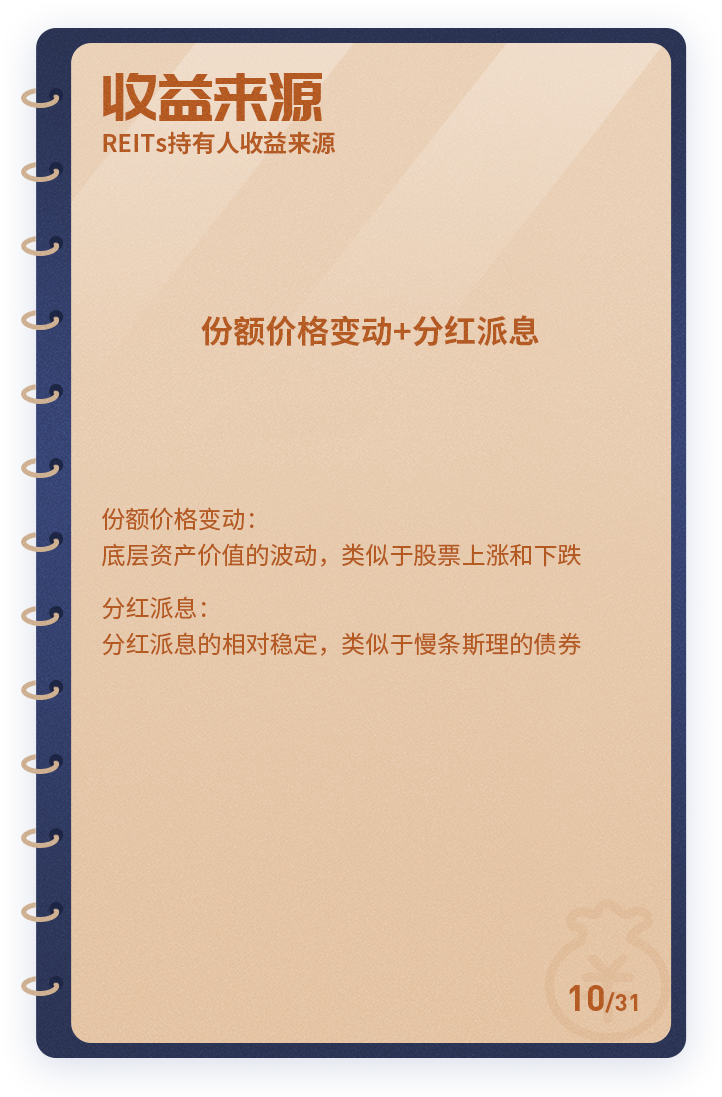 收益来源
REITs持有人收益来源
份额价格变动+分红派息
份额价格变动：
底层资产价值的波动，类似于股票上涨和下跌
分红派息：
分红派息的相对稳定，类似于慢条斯理的债券
¥
10/31